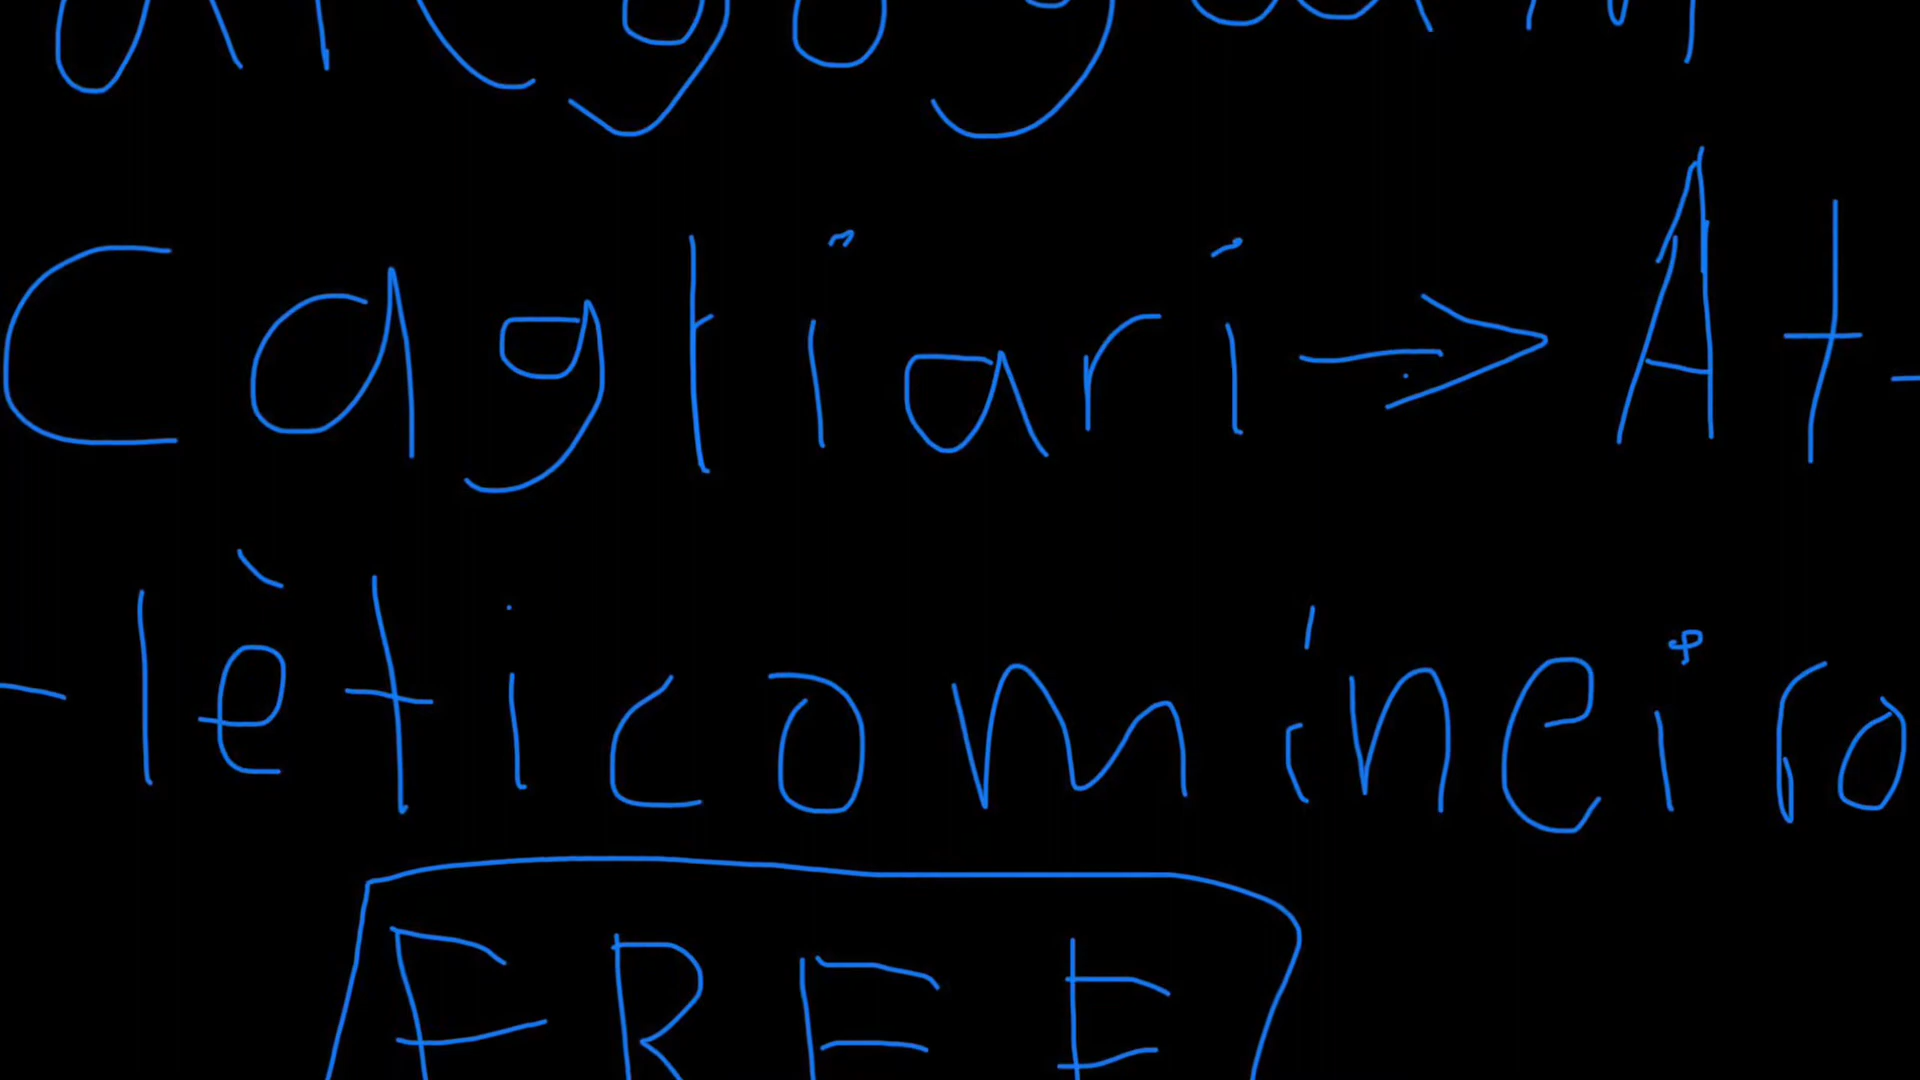 Cagliari → At-
-lèticomineiro
FREE